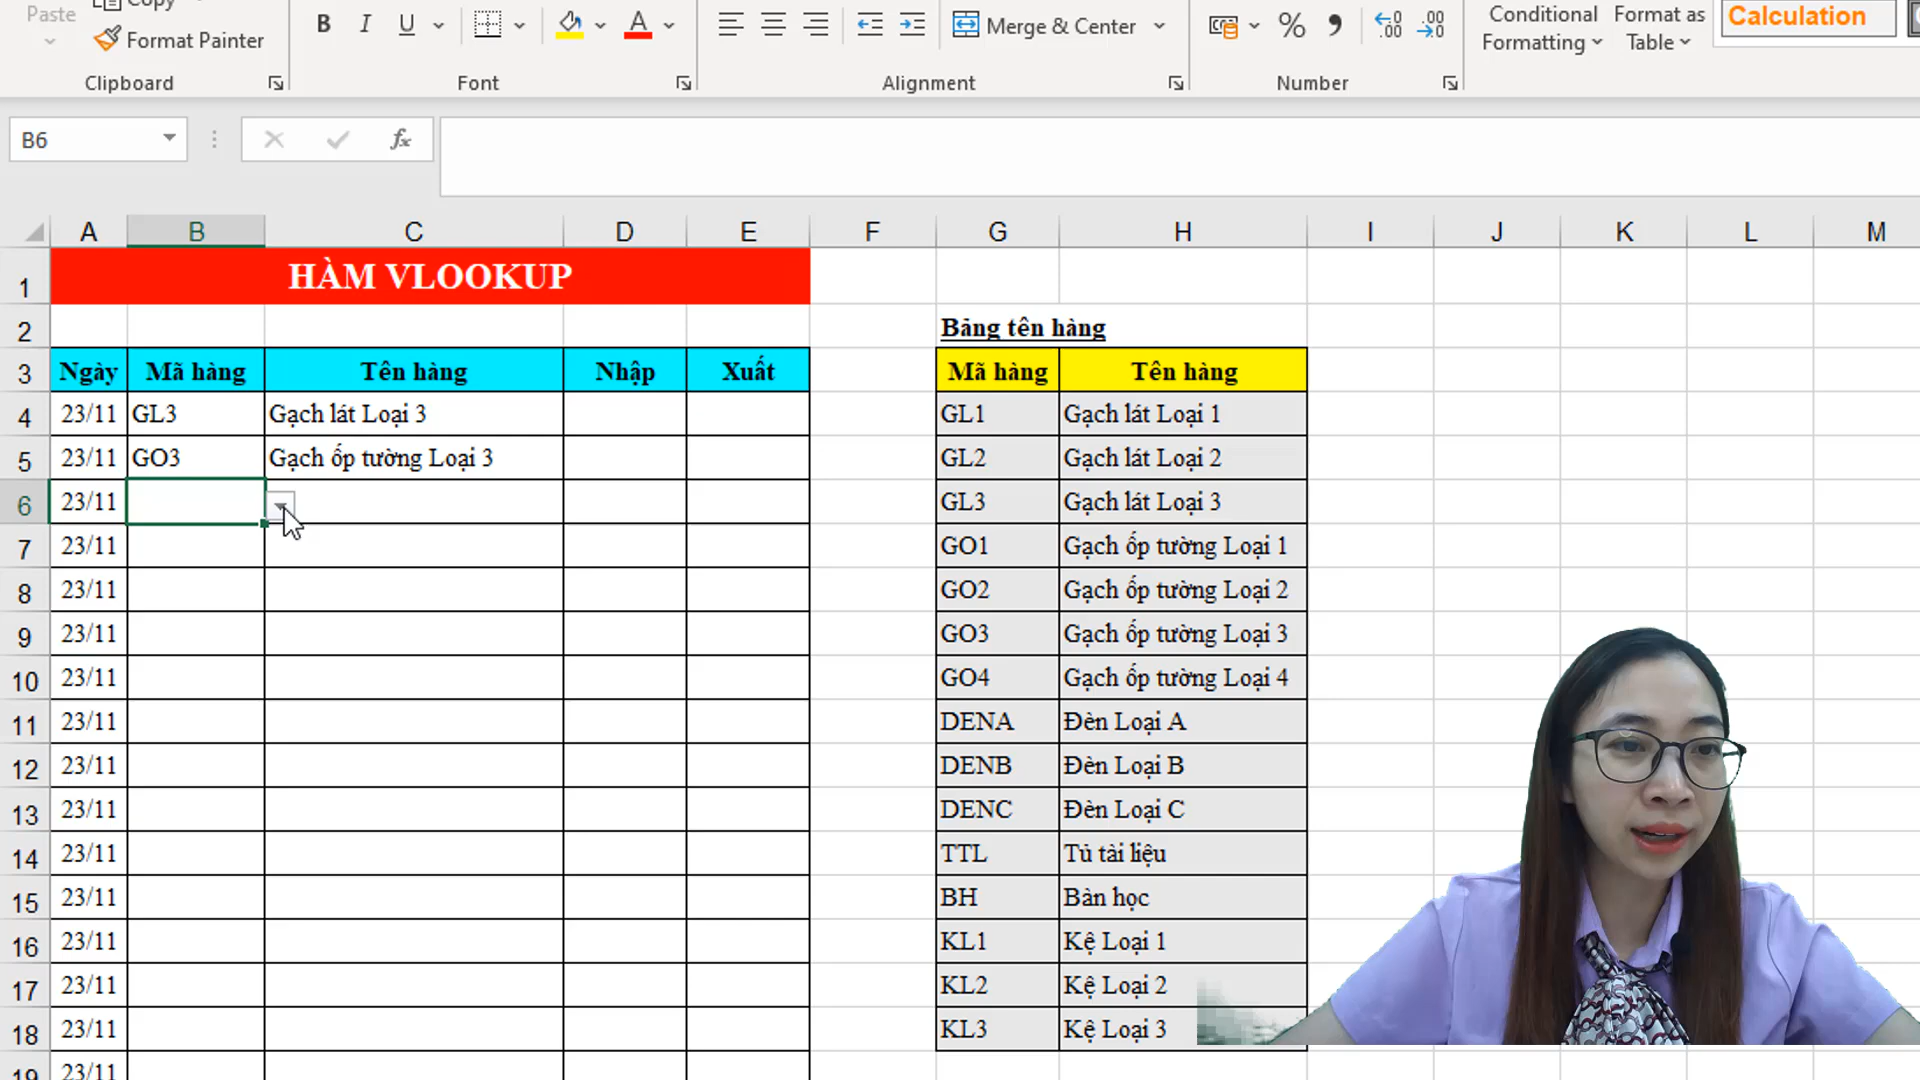 Paste
Copy
Format Painter
Clipboard
B I U
Font
A
Merge & Center
Alignment
%
Number
Conditional
Formatting
Format as
Table
Calculation
B6
fx
A B C D E F G H I J K L M
1 HÀM VLOOKUP
2 Bảng tên hàng
3 Ngày Mã hàng Tên hàng Nhập Xuất Mã hàng Tên hàng
4 23/11 GL3 Gạch lát Loại 3 GL1 Gạch lát Loại 1
5 23/11 GO3 Gạch ốp tường Loại 3 GL2 Gạch lát Loại 2
6 23/11 GL3 Gạch lát Loại 3
7 23/11 GO1 Gạch ốp tường Loại 1
8 23/11 GO2 Gạch ốp tường Loại 2
9 23/11 GO3 Gạch ốp tường Loại 3
10 23/11 GO4 Gạch ốp tường Loại 4
11 23/11 DENA Đèn Loại A
12 23/11 DENB Đèn Loại B
13 23/11 DENC Đèn Loại C
14 23/11 TTL Tủ tài liệu
15 23/11 BH Bàn học
16 23/11 KL1 Kệ Loại 1
17 23/11 KL2 Kệ Loại 2
18 23/11 KL3 Kệ Loại 3
19 23/11